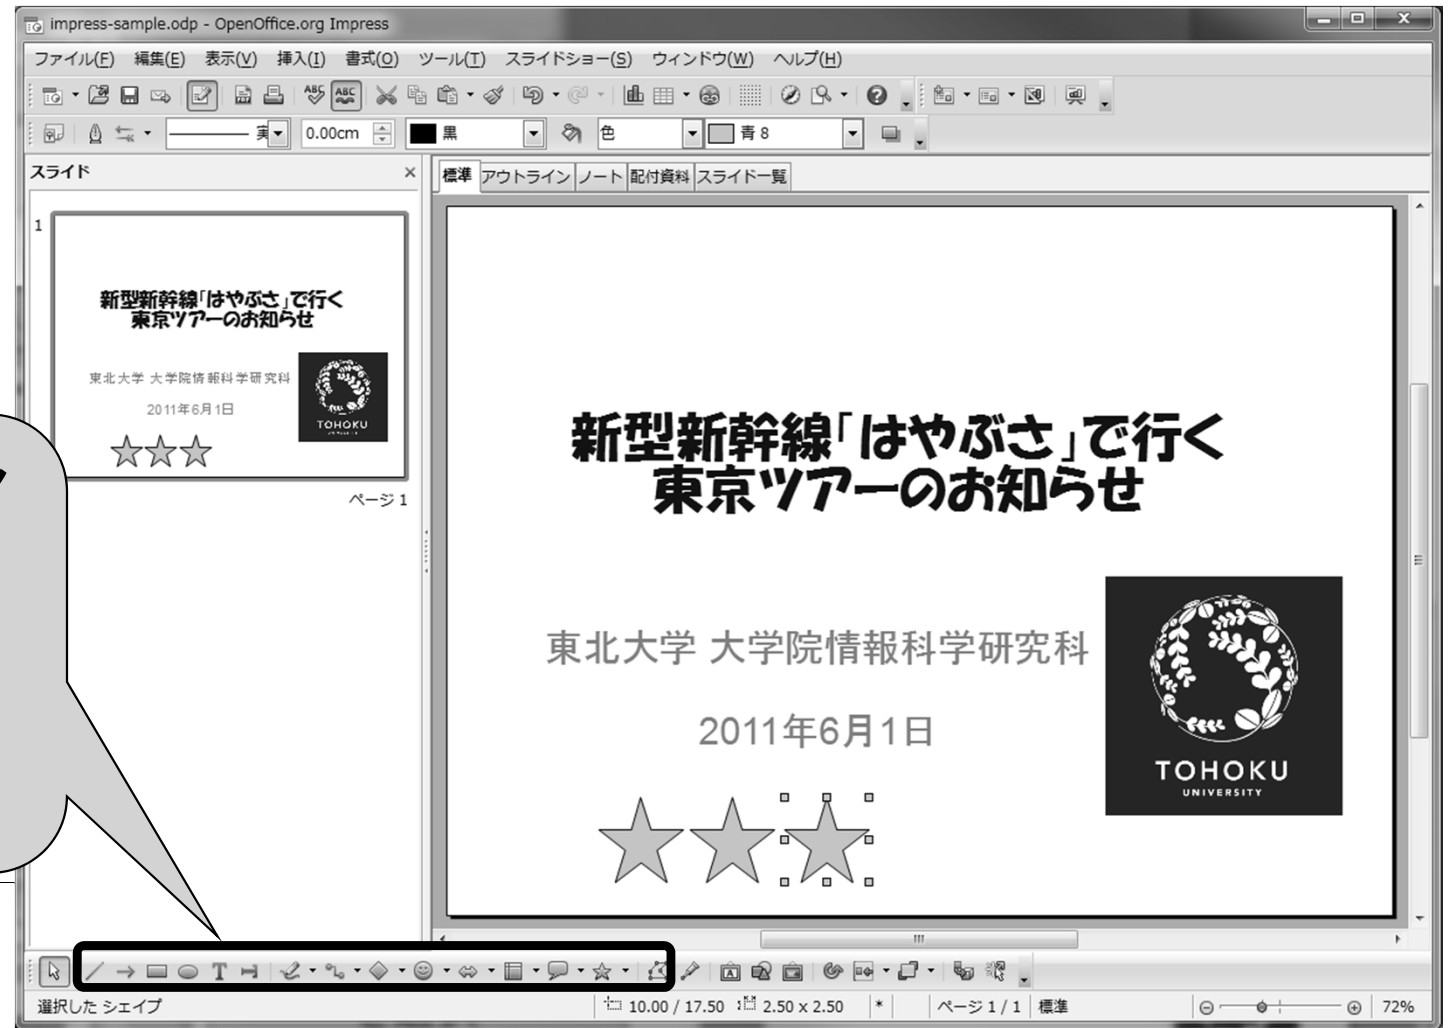 impress-sample.odp - OpenOffice.org Impress
ファイル(F) 編集(E) 表示(V) 挿入(I) 書式(O) ツール(T) スライドショー(S) ウィンドウ(W) ヘルプ(H)
0.00cm 黒 色 青 8
スライド
標準 アウトライン ノート 配付資料 スライド一覧
1
新型新幹線「はやぶさ」で行く
東京ツアーのお知らせ
東北大学 大学院情報科学研究科
2011年6月1日
TOHOKU
ページ 1
新型新幹線「はやぶさ」で行く
東京ツアーのお知らせ
東北大学 大学院情報科学研究科
2011年6月1日
TOHOKU
UNIVERSITY
選択した シェイプ 10.00 / 17.50 2.50 x 2.50 * ページ 1 / 1 標準 72%